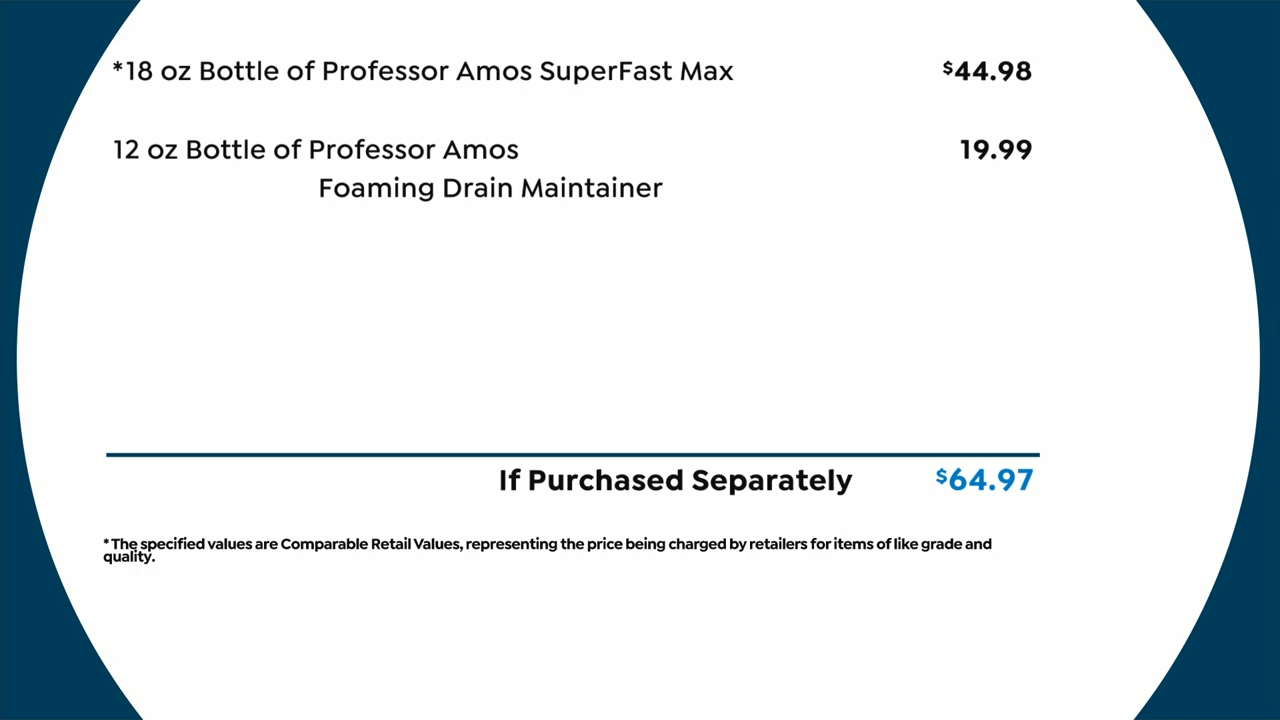 *18 oz Bottle of Professor Amos SuperFast Max $44.98
12 oz Bottle of Professor Amos 19.99
Foaming Drain Maintainer
If Purchased Separately $64.97
*The specified values are Comparable Retail Values, representing the price being charged by retailers for items of like grade and
quality.